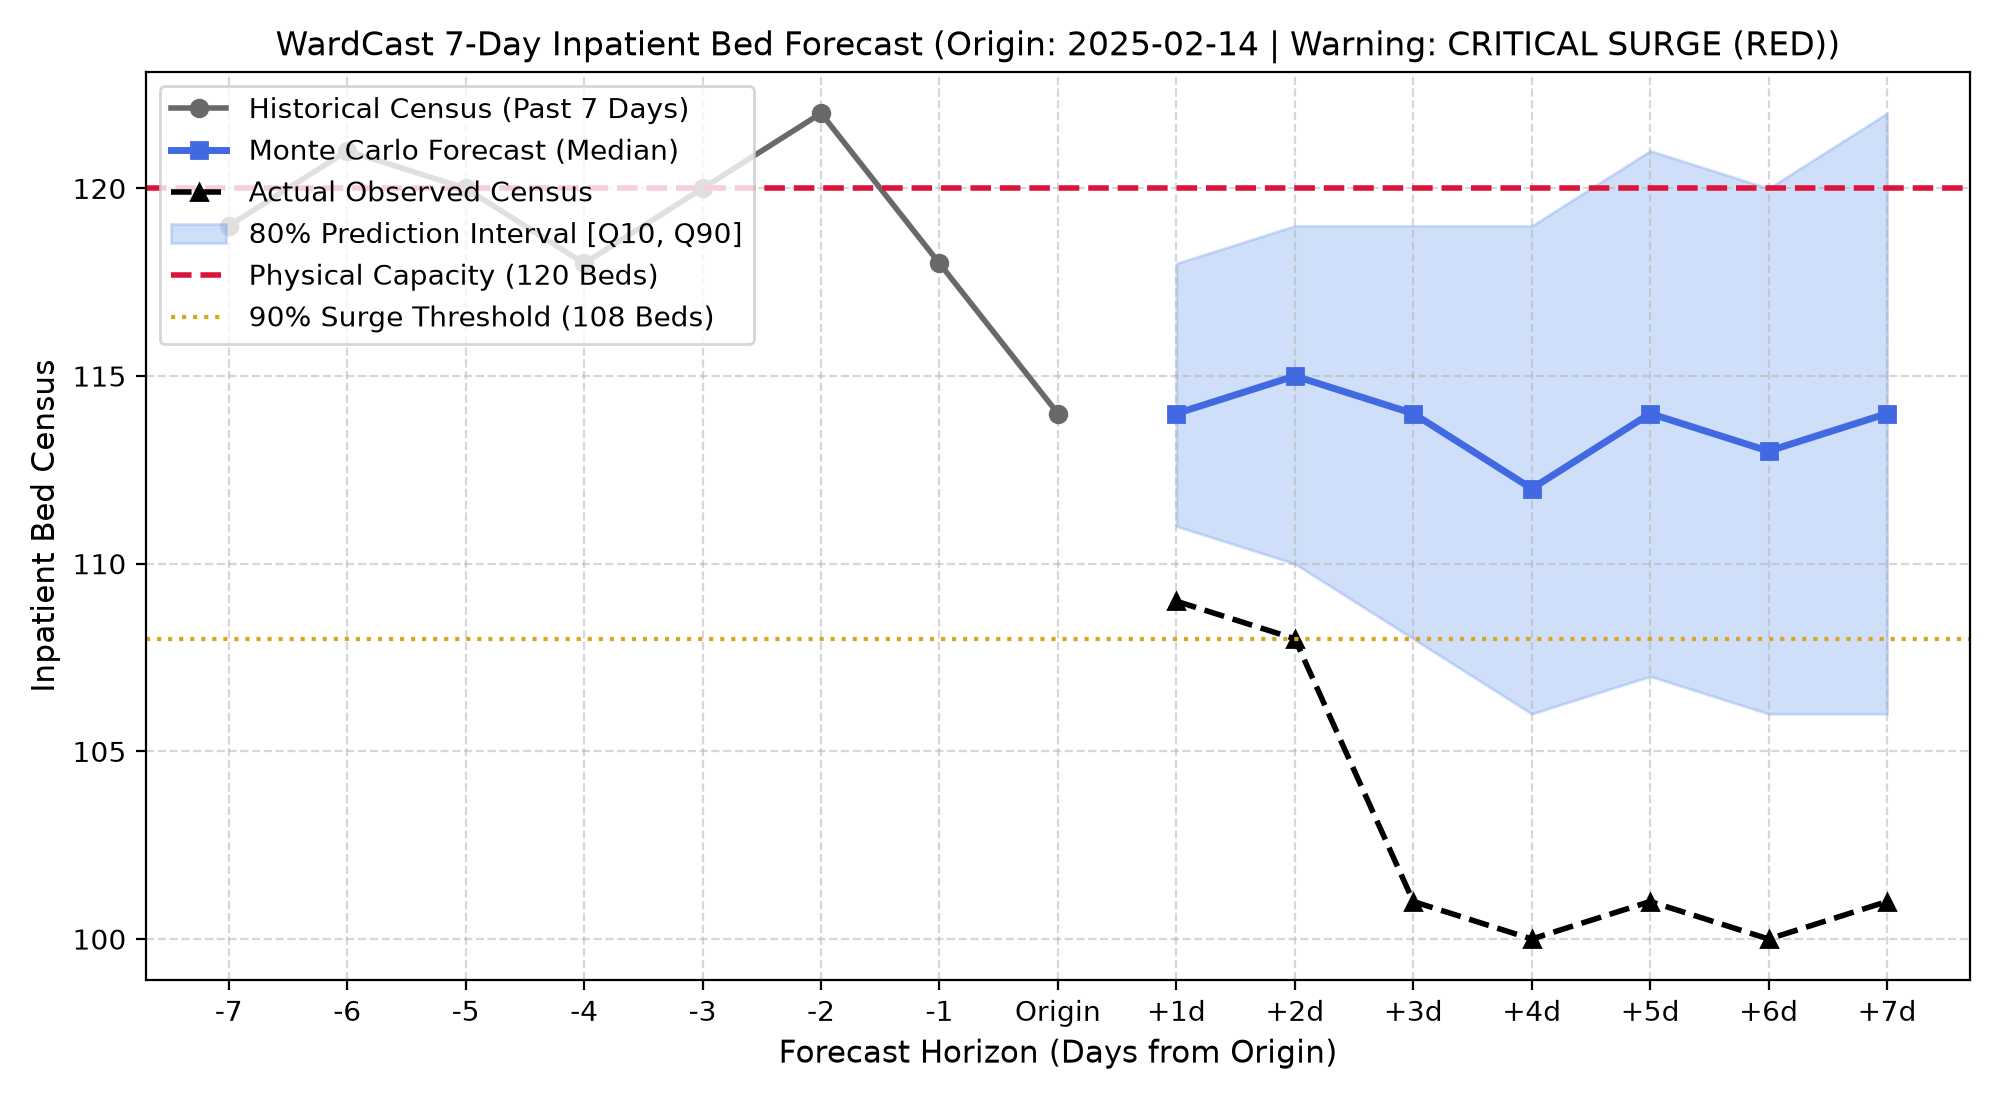 WardCast 7-Day Inpatient Bed Forecast (Origin: 2025-02-14 | Warning: CRITICAL SURGE (RED))
Historical Census (Past 7 Days)
Monte Carlo Forecast (Median)
Actual Observed Census
80% Prediction Interval [Q10, Q90]
Physical Capacity (120 Beds)
90% Surge Threshold (108 Beds)
Inpatient Bed Census
120
115
110
105
100
-7 -6 -5 -4 -3 -2 -1 Origin +1d +2d +3d +4d +5d +6d +7d
Forecast Horizon (Days from Origin)